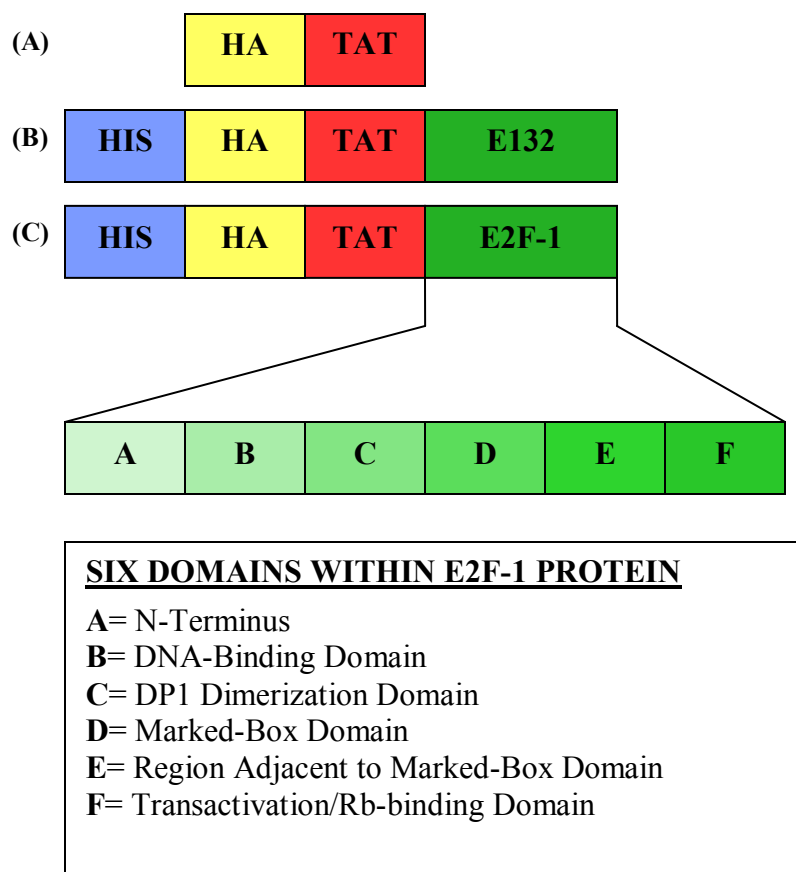 (A) HA TAT
(B) HIS HA TAT E132
(C) HIS HA TAT E2F-1
A B C D E F
SIX DOMAINS WITHIN E2F-1 PROTEIN
A= N-Terminus
B= DNA-Binding Domain
C= DP1 Dimerization Domain
D= Marked-Box Domain
E= Region Adjacent to Marked-Box Domain
F= Transactivation/Rb-binding Domain